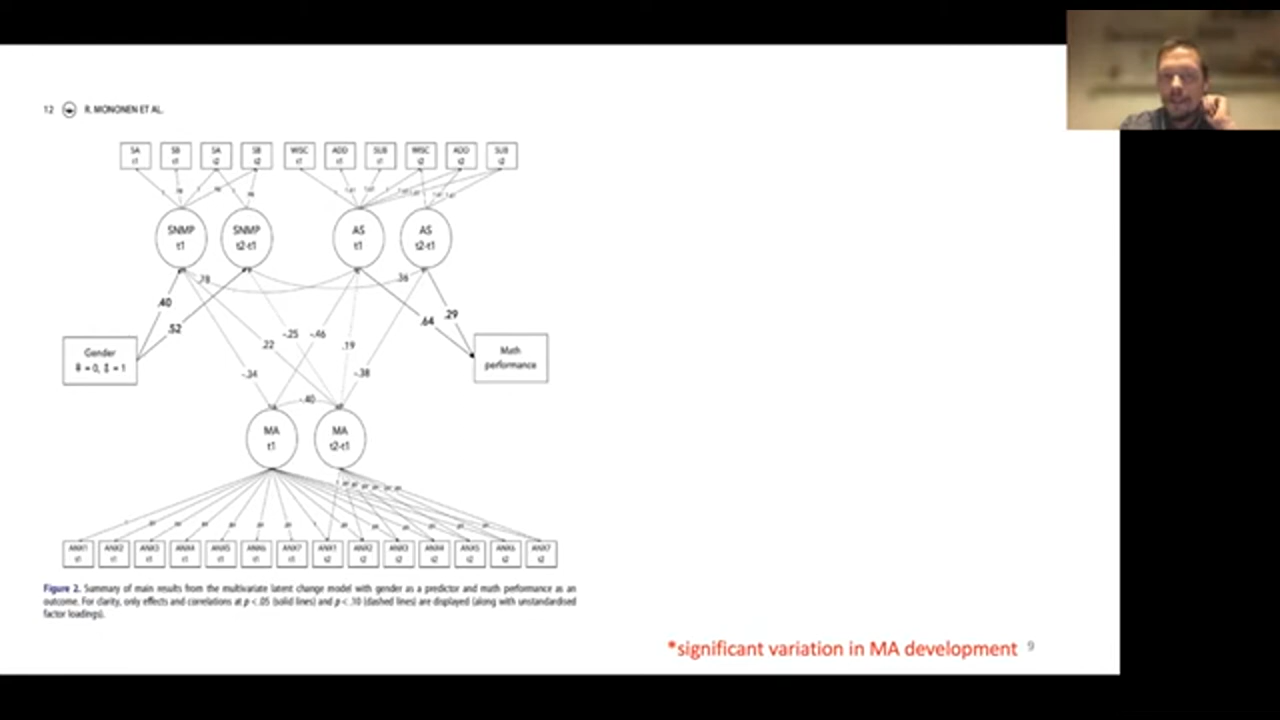 12 R. MONONEN ET AL.
SA SB SA SB WISC ADD SUB WISC ADD SUB
t1 t1 t2 t2 t1 t1 t1 t2 t2 t2
SNMP SNMP AS AS
t1 t2-t1 t1 t2-t1
.78 .36
.40 .52 .64 .29
-.25 -.46
.22 .19
-.34 -.38
Gender
= 0, = 1
Math
performance
-.40
MA MA
t1 t2-t1
ANX1 ANX2 ANX3 ANX4 ANX5 ANX6 ANX7 ANX1 ANX2 ANX3 ANX4 ANX5 ANX6 ANX7
t1 t1 t1 t1 t1 t1 t1 t2 t2 t2 t2 t2 t2 t2
Figure 2. Summary of main results from the multivariate latent change model with gender as a predictor and math performance as an
outcome. For clarity, only effects and correlations at p < .05 (solid lines) and p < .10 (dashed lines) are displayed (along with unstandardised
factor loadings).
*significant variation in MA development 9